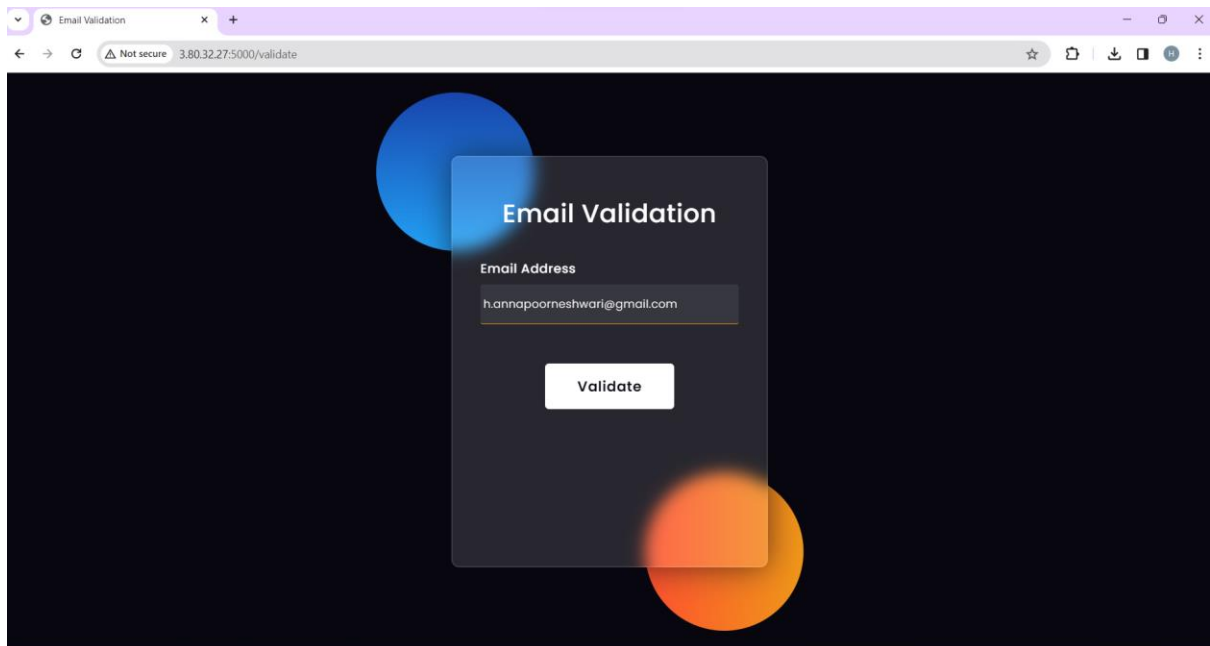 Email Validation
Not secure 3.80.32.27:5000/validate
H
Email Validation
Email Address
h.annapoorneshwari@gmail.com
Validate